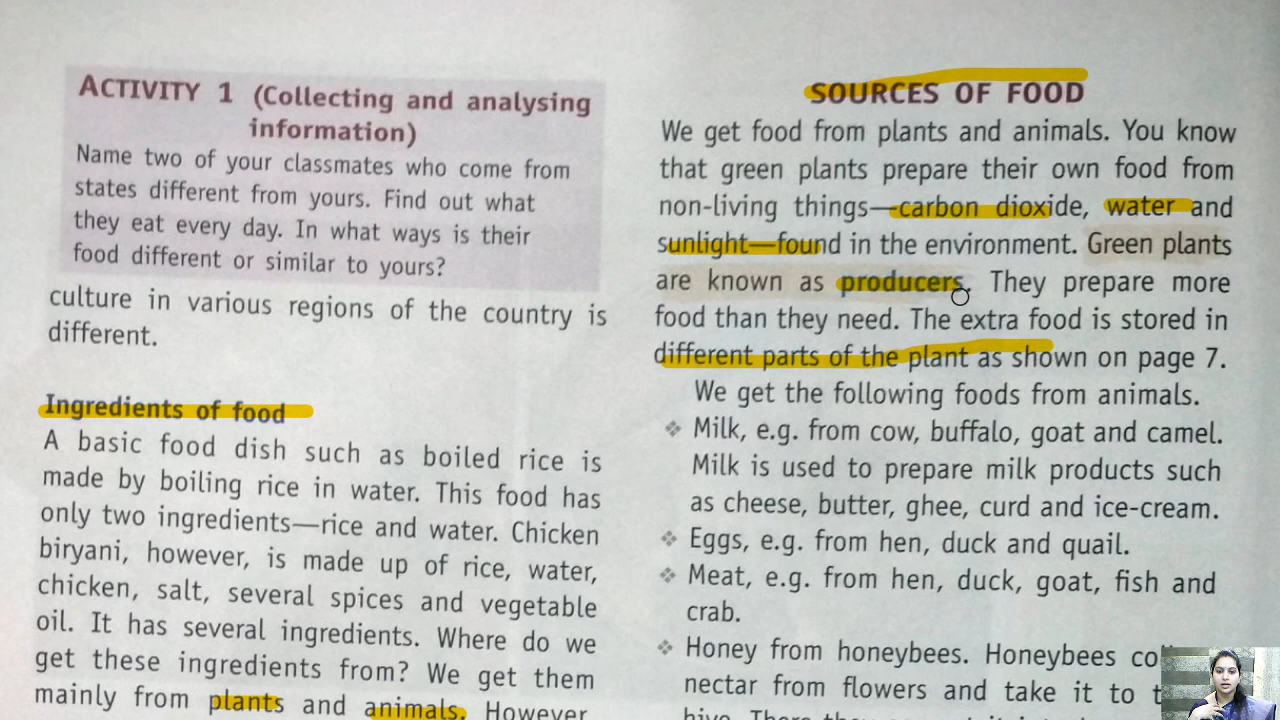 ACTIVITY 1 (Collecting and analysing
information)
Name two of your classmates who come from
states different from yours. Find out what
they eat every day. In what ways is their
food different or similar to yours?
culture in various regions of the country is
different.
Ingredients of food
A basic food dish such as boiled rice is
made by boiling rice in water. This food has
only two ingredients—rice and water. Chicken
biryani, however, is made up of rice, water,
chicken, salt, several spices and vegetable
oil. It has several ingredients. Where do we
get these ingredients from? We get them
mainly from plants and animals. However,
SOURCES OF FOOD
We get food from plants and animals. You know
that green plants prepare their own food from
non-living things—carbon dioxide, water and
sunlight—found in the environment. Green plants
are known as producers. They prepare more
food than they need. The extra food is stored in
different parts of the plant as shown on page 7.
We get the following foods from animals.
❖ Milk, e.g. from cow, buffalo, goat and camel.
Milk is used to prepare milk products such
as cheese, butter, ghee, curd and ice-cream.
❖ Eggs, e.g. from hen, duck and quail.
❖ Meat, e.g. from hen, duck, goat, fish and
crab.
❖ Honey from honeybees. Honeybees
nectar from flowers and take it to
hive. There they